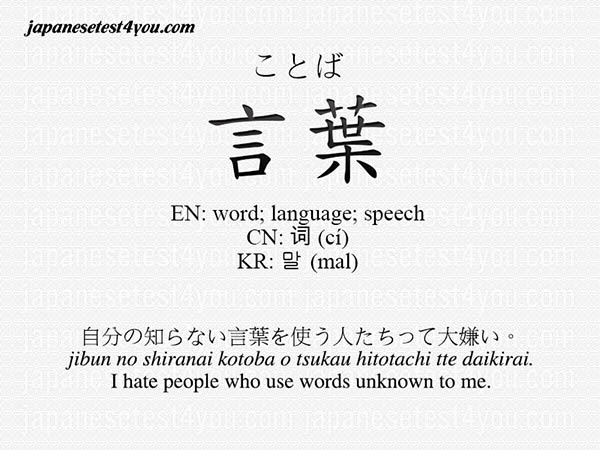 japanesetest4you.com
ことば
言葉
EN: word; language; speech
CN: 词 (cí)
KR: 말 (mal)
自分の知らない言葉を使う人たちって大嫌い。
jibun no shiranai kotoba o tsukau hitotachi tte daikirai.
I hate people who use words unknown to me.